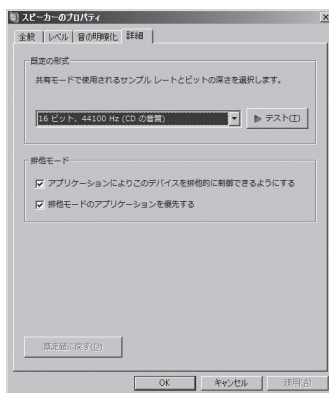 スピーカーのプロパティ
全般 レベル 音の明瞭化 詳細
既定の形式
共有モードで使用されるサンプル レートとビットの深さを選択します。
16 ビット、44100 Hz (CD の音質) ▶ テスト(T)
排他モード
アプリケーションによりこのデバイスを排他的に制御できるようにする
排他モードのアプリケーションを優先する
既定値に戻す(D)
OK キャンセル 適用(A)